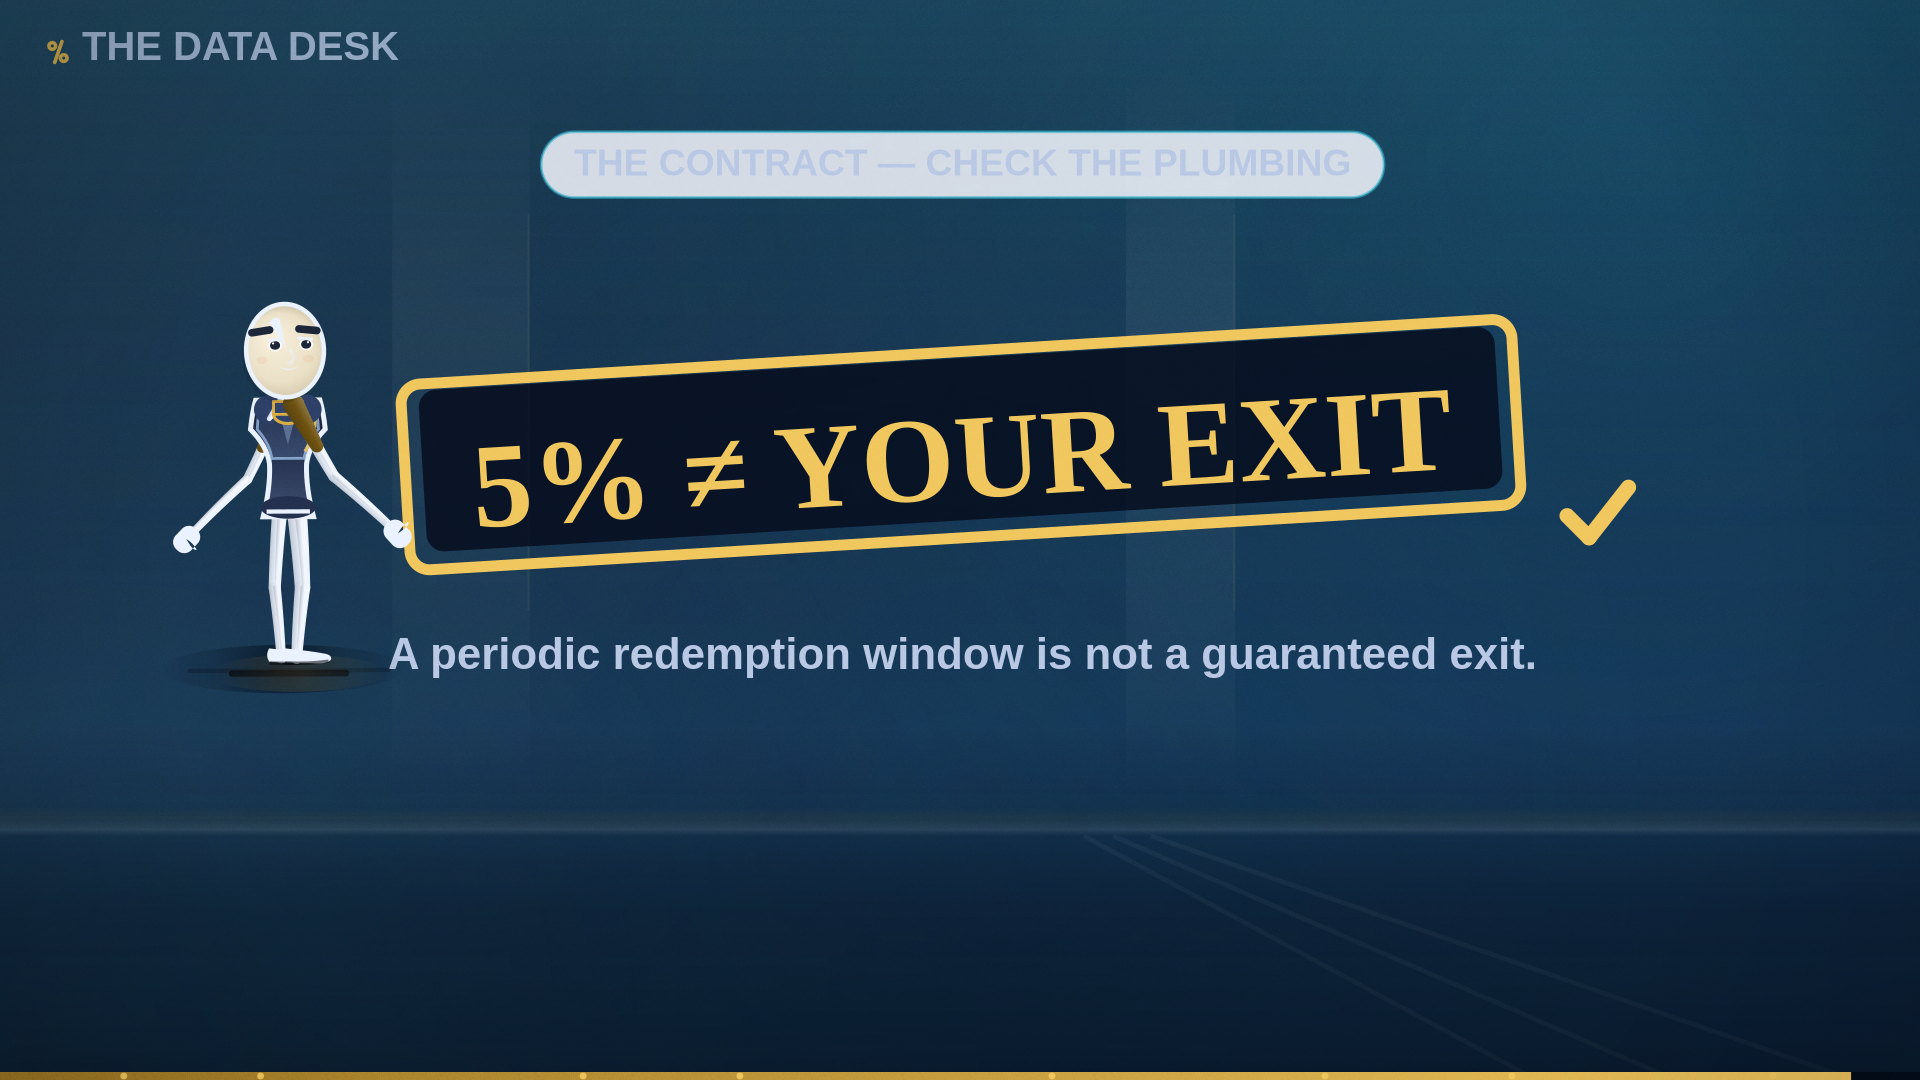 % THE DATA DESK
THE CONTRACT — CHECK THE PLUMBING
5% ≠ YOUR EXIT
A periodic redemption window is not a guaranteed exit.